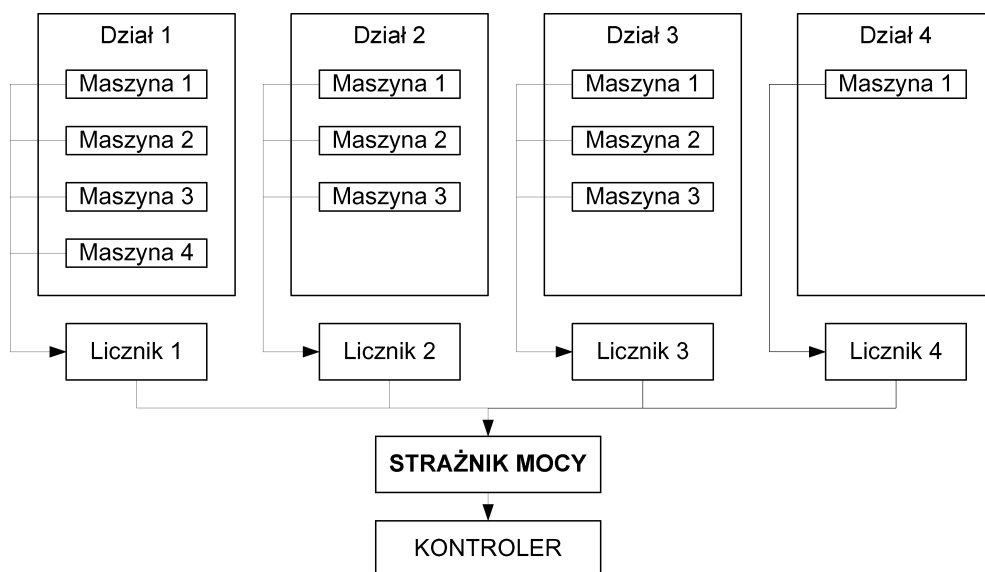 Dział 1
Maszyna 1
Maszyna 2
Maszyna 3
Maszyna 4
Licznik 1
Dział 2
Maszyna 1
Maszyna 2
Maszyna 3
Licznik 2
Dział 3
Maszyna 1
Maszyna 2
Maszyna 3
Licznik 3
Dział 4
Maszyna 1
Licznik 4
STRAŻNIK MOCY
KONTROLER